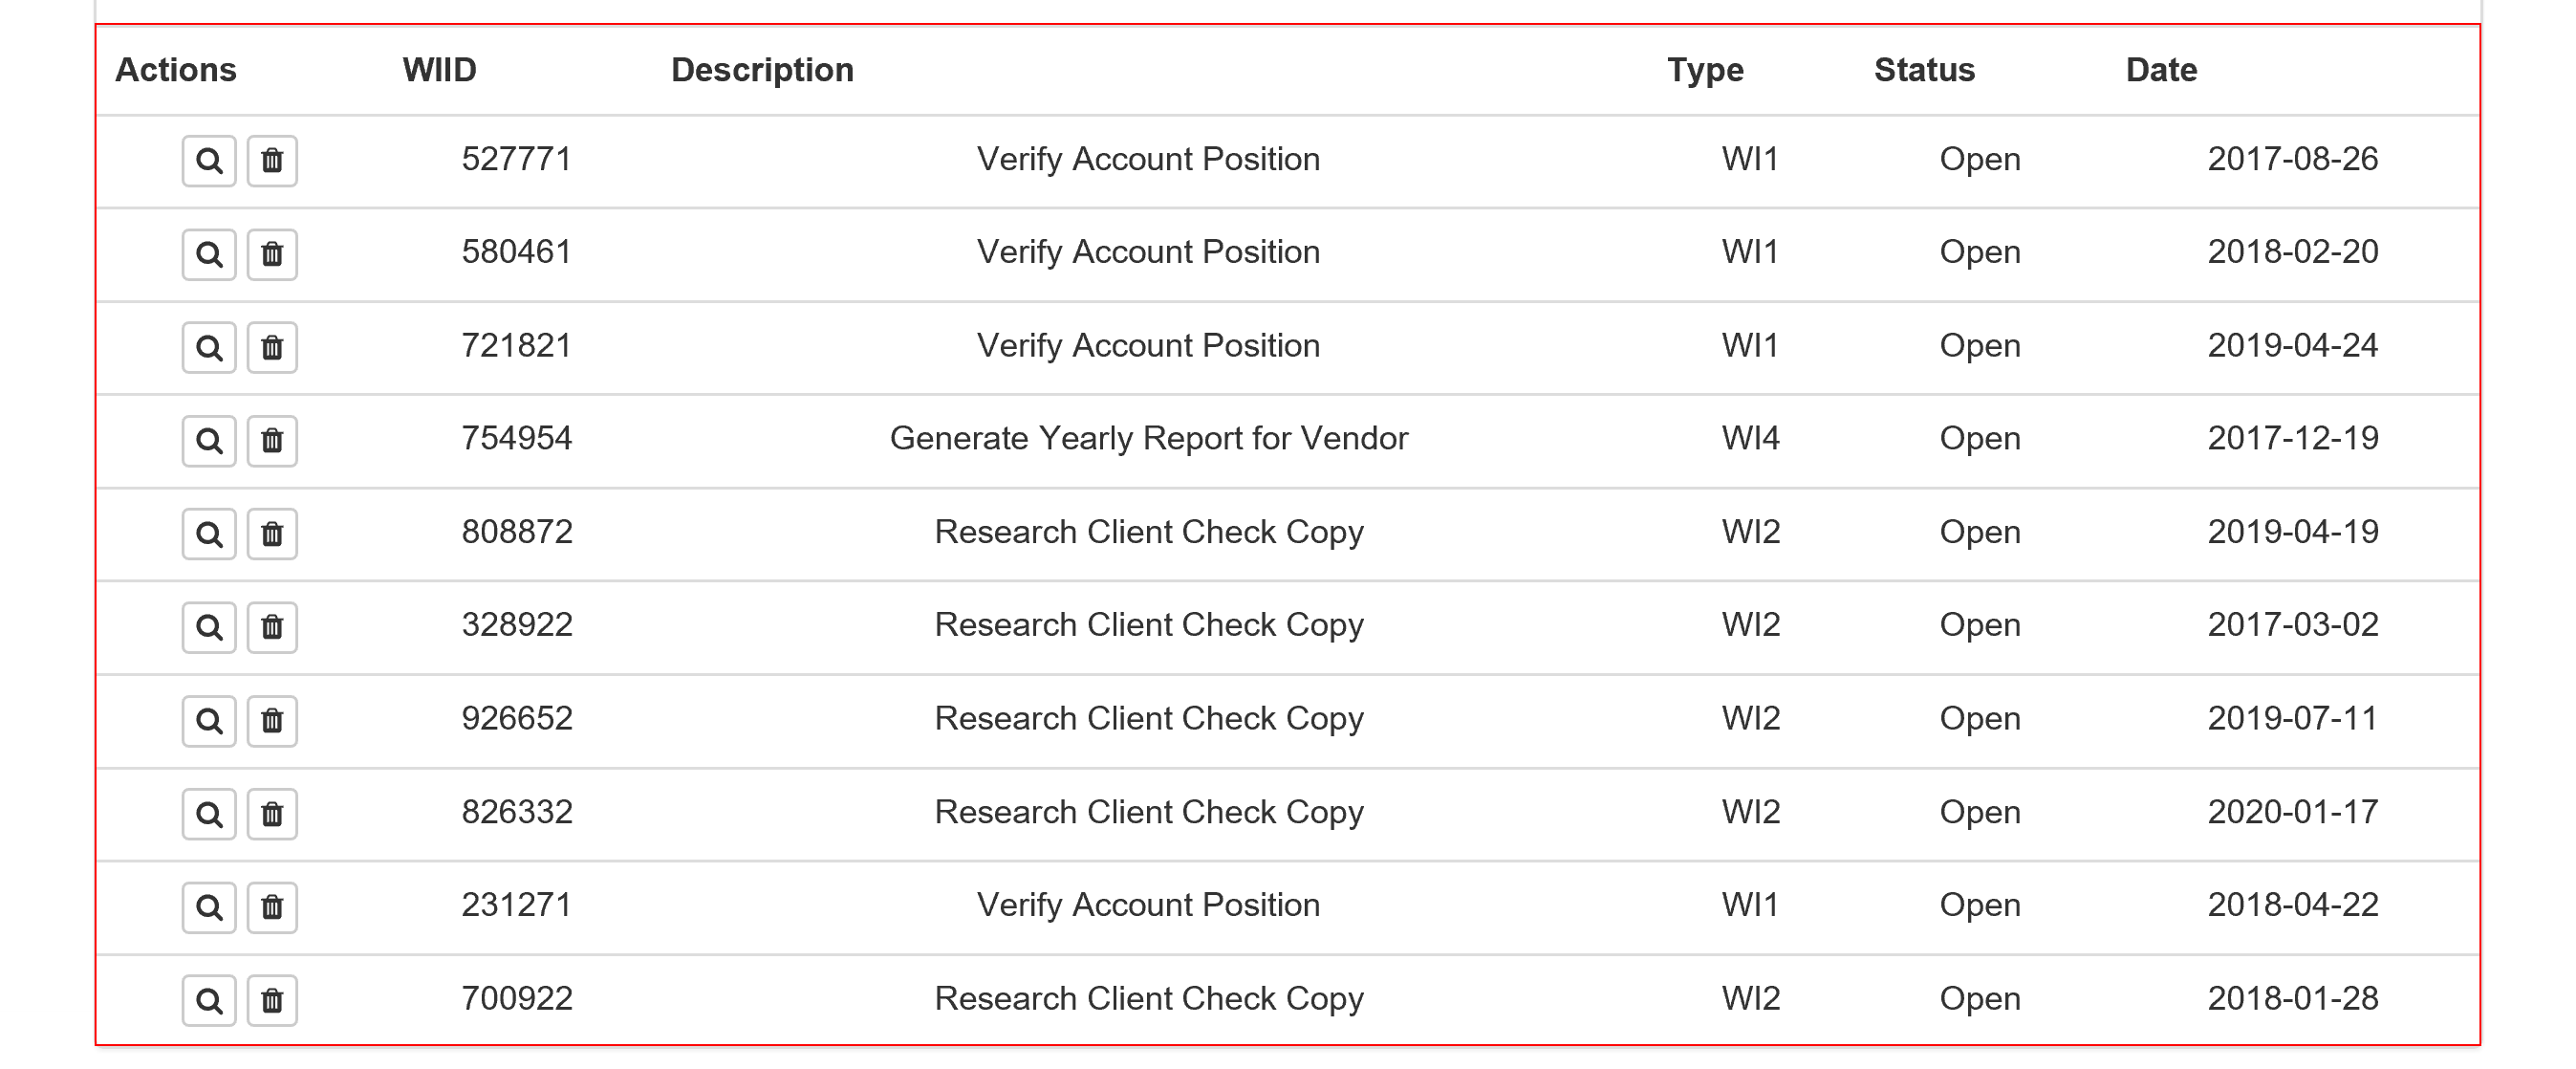 Actions WIID Description Type Status Date
527771 Verify Account Position WI1 Open 2017-08-26
580461 Verify Account Position WI1 Open 2018-02-20
721821 Verify Account Position WI1 Open 2019-04-24
754954 Generate Yearly Report for Vendor WI4 Open 2017-12-19
808872 Research Client Check Copy WI2 Open 2019-04-19
328922 Research Client Check Copy WI2 Open 2017-03-02
926652 Research Client Check Copy WI2 Open 2019-07-11
826332 Research Client Check Copy WI2 Open 2020-01-17
231271 Verify Account Position WI1 Open 2018-04-22
700922 Research Client Check Copy WI2 Open 2018-01-28